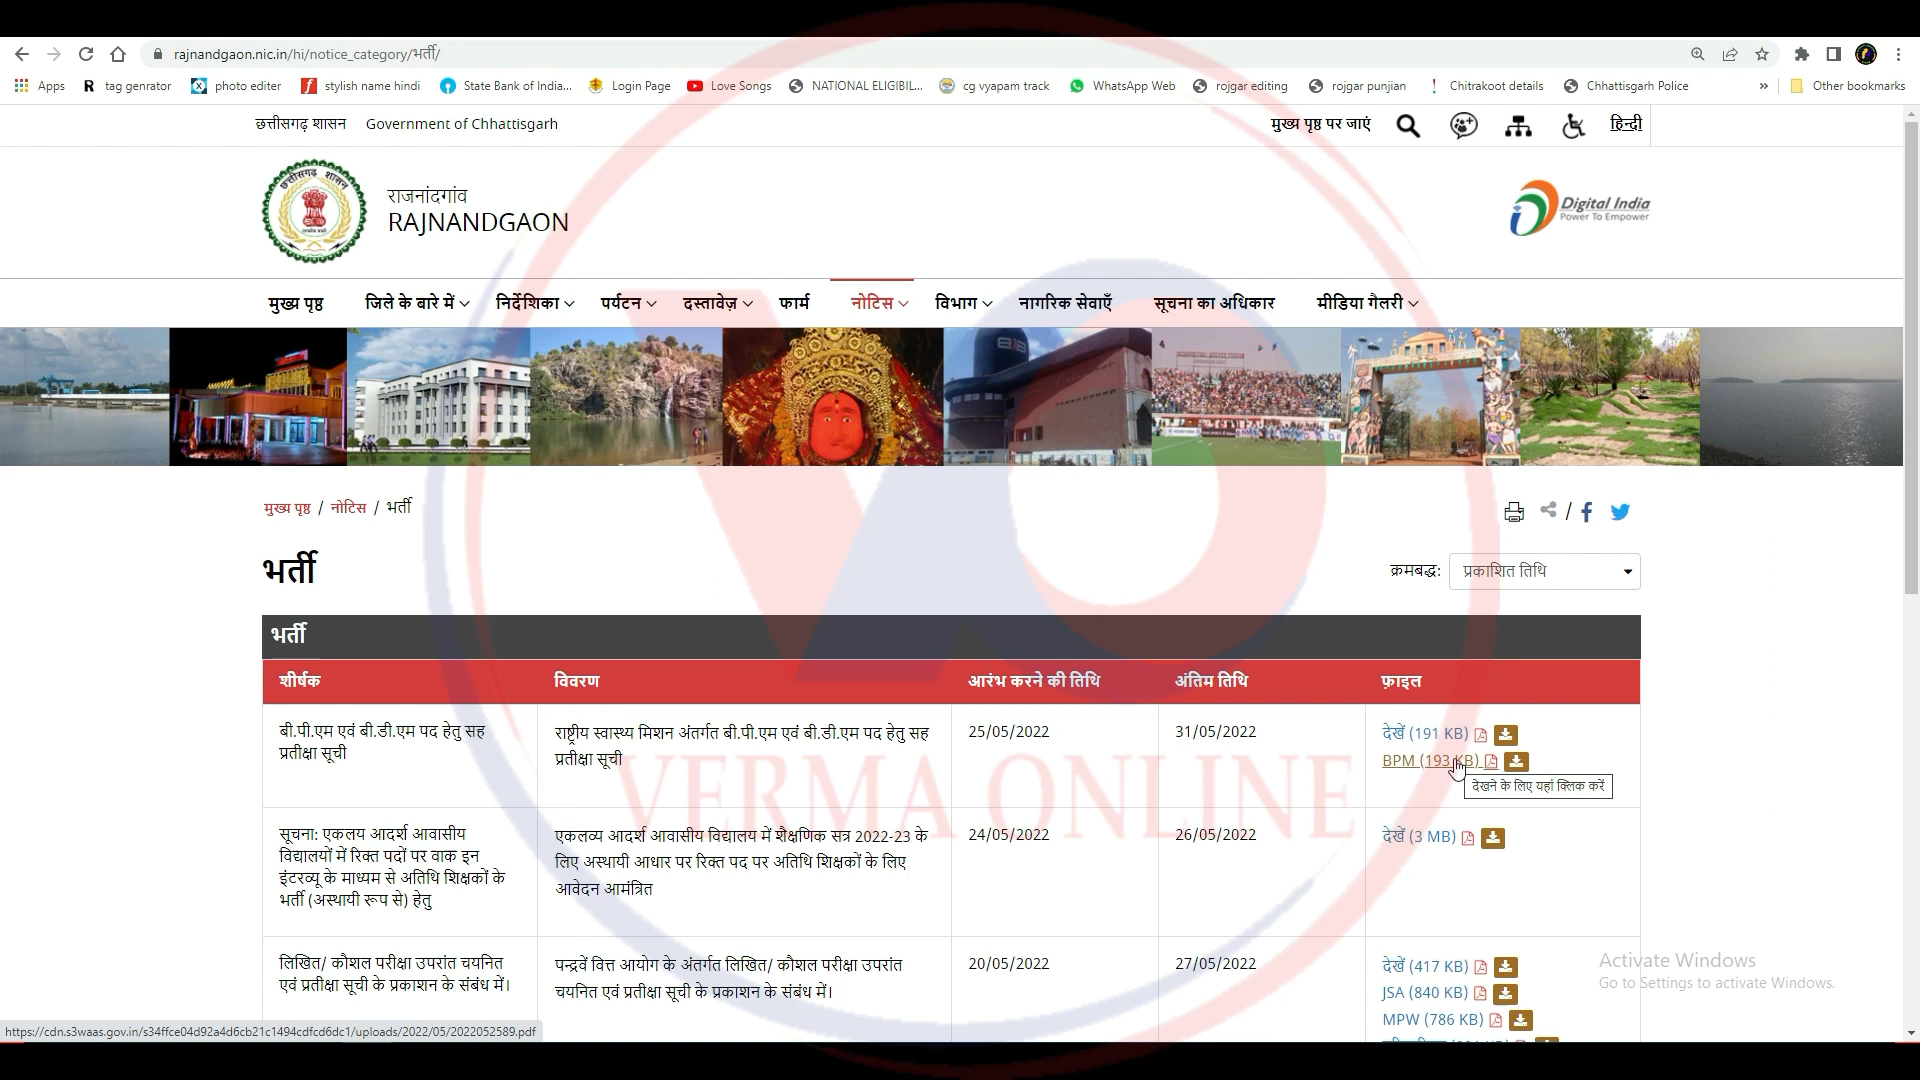 rajnandgaon.nic.in/hi/notice_category/भर्ती/
Apps tag genrator photo editer stylish name hindi State Bank of India... Login Page Love Songs NATIONAL ELIGIBIL... cg vyapam track WhatsApp Web rojgar editing rojgar punjian Chitrakoot details Chhattisgarh Police » Other bookmarks
छत्तीसगढ़ शासन Government of Chhattisgarh मुख्य पृष्ठ पर जाएं हिन्दी
राजनांदगांव
RAJNANDGAON
Digital India
Power To Empower
मुख्य पृष्ठ जिले के बारे में निर्देशिका पर्यटन दस्तावेज़ फार्म नोटिस विभाग नागरिक सेवाएँ सूचना का अधिकार मीडिया गैलरी
मुख्य पृष्ठ / नोटिस / भर्ती
भर्ती
क्रमबद्ध: प्रकाशित तिथि
भर्ती
शीर्षक विवरण आरंभ करने की तिथि अंतिम तिथि फ़ाइल
बी.पी.एम एवं बी.डी.एम पद हेतु सह
प्रतीक्षा सूची
राष्ट्रीय स्वास्थ्य मिशन अंतर्गत बी.पी.एम एवं बी.डी.एम पद हेतु सह
प्रतीक्षा सूची
25/05/2022
31/05/2022
देखें (191 KB)
BPM (193 KB)
देखने के लिए यहां क्लिक करें
VERMA ONLINE
सूचना: एकलय आदर्श आवासीय
विद्यालयों में रिक्त पदों पर वाक इन
इंटरव्यू के माध्यम से अतिथि शिक्षकों के
भर्ती (अस्थायी रूप से) हेतु
एकलव्य आदर्श आवासीय विद्यालय में शैक्षणिक सत्र 2022-23 के
लिए अस्थायी आधार पर रिक्त पद पर अतिथि शिक्षकों के लिए
आवेदन आमंत्रित
24/05/2022
26/05/2022
देखें (3 MB)
लिखित/ कौशल परीक्षा उपरांत चयनित
एवं प्रतीक्षा सूची के प्रकाशन के संबंध में।
पन्द्रवें वित्त आयोग के अंतर्गत लिखित/ कौशल परीक्षा उपरांत
चयनित एवं प्रतीक्षा सूची के प्रकाशन के संबंध में।
20/05/2022
27/05/2022
देखें (417 KB)
JSA (840 KB)
MPW (786 KB)
Activate Windows
Go to Settings to activate Windows.
https://cdn.s3waas.gov.in/s34ffce04d92a4d6cb21c1494cdfcd6dc1/uploads/2022/05/2022052589.pdf